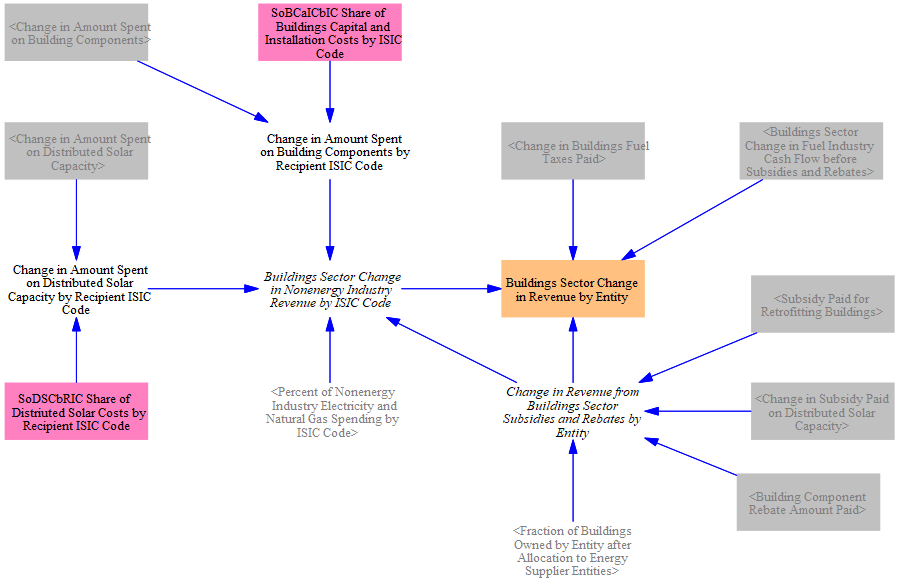 <Change in Amount Spent
on Building Components>
SoBCaICbIC Share of
Buildings Capital and
Installation Costs by ISIC
Code
<Change in Amount Spent
on Distributed Solar
Capacity>
Change in Amount Spent
on Building Components by
Recipient ISIC Code
<Change in Buildings Fuel
Taxes Paid>
<Buildings Sector
Change in Fuel Industry
Cash Flow before
Subsidies and Rebates>
Change in Amount Spent
on Distributed Solar
Capacity by Recipient ISIC
Code
Buildings Sector Change
in Nonenergy Industry
Revenue by ISIC Code
Buildings Sector Change
in Revenue by Entity
<Subsidy Paid for
Retrofitting Buildings>
SoDSCbRIC Share of
Distriuted Solar Costs by
Recipient ISIC Code
<Percent of Nonenergy
Industry Electricity and
Natural Gas Spending by
ISIC Code>
Change in Revenue from
Buildings Sector
Subsidies and Rebates by
Entity
<Change in Subsidy Paid
on Distributed Solar
Capacity>
<Building Component
Rebate Amount Paid>
<Fraction of Buildings
Owned by Entity after
Allocation to Energy
Supplier Entities>